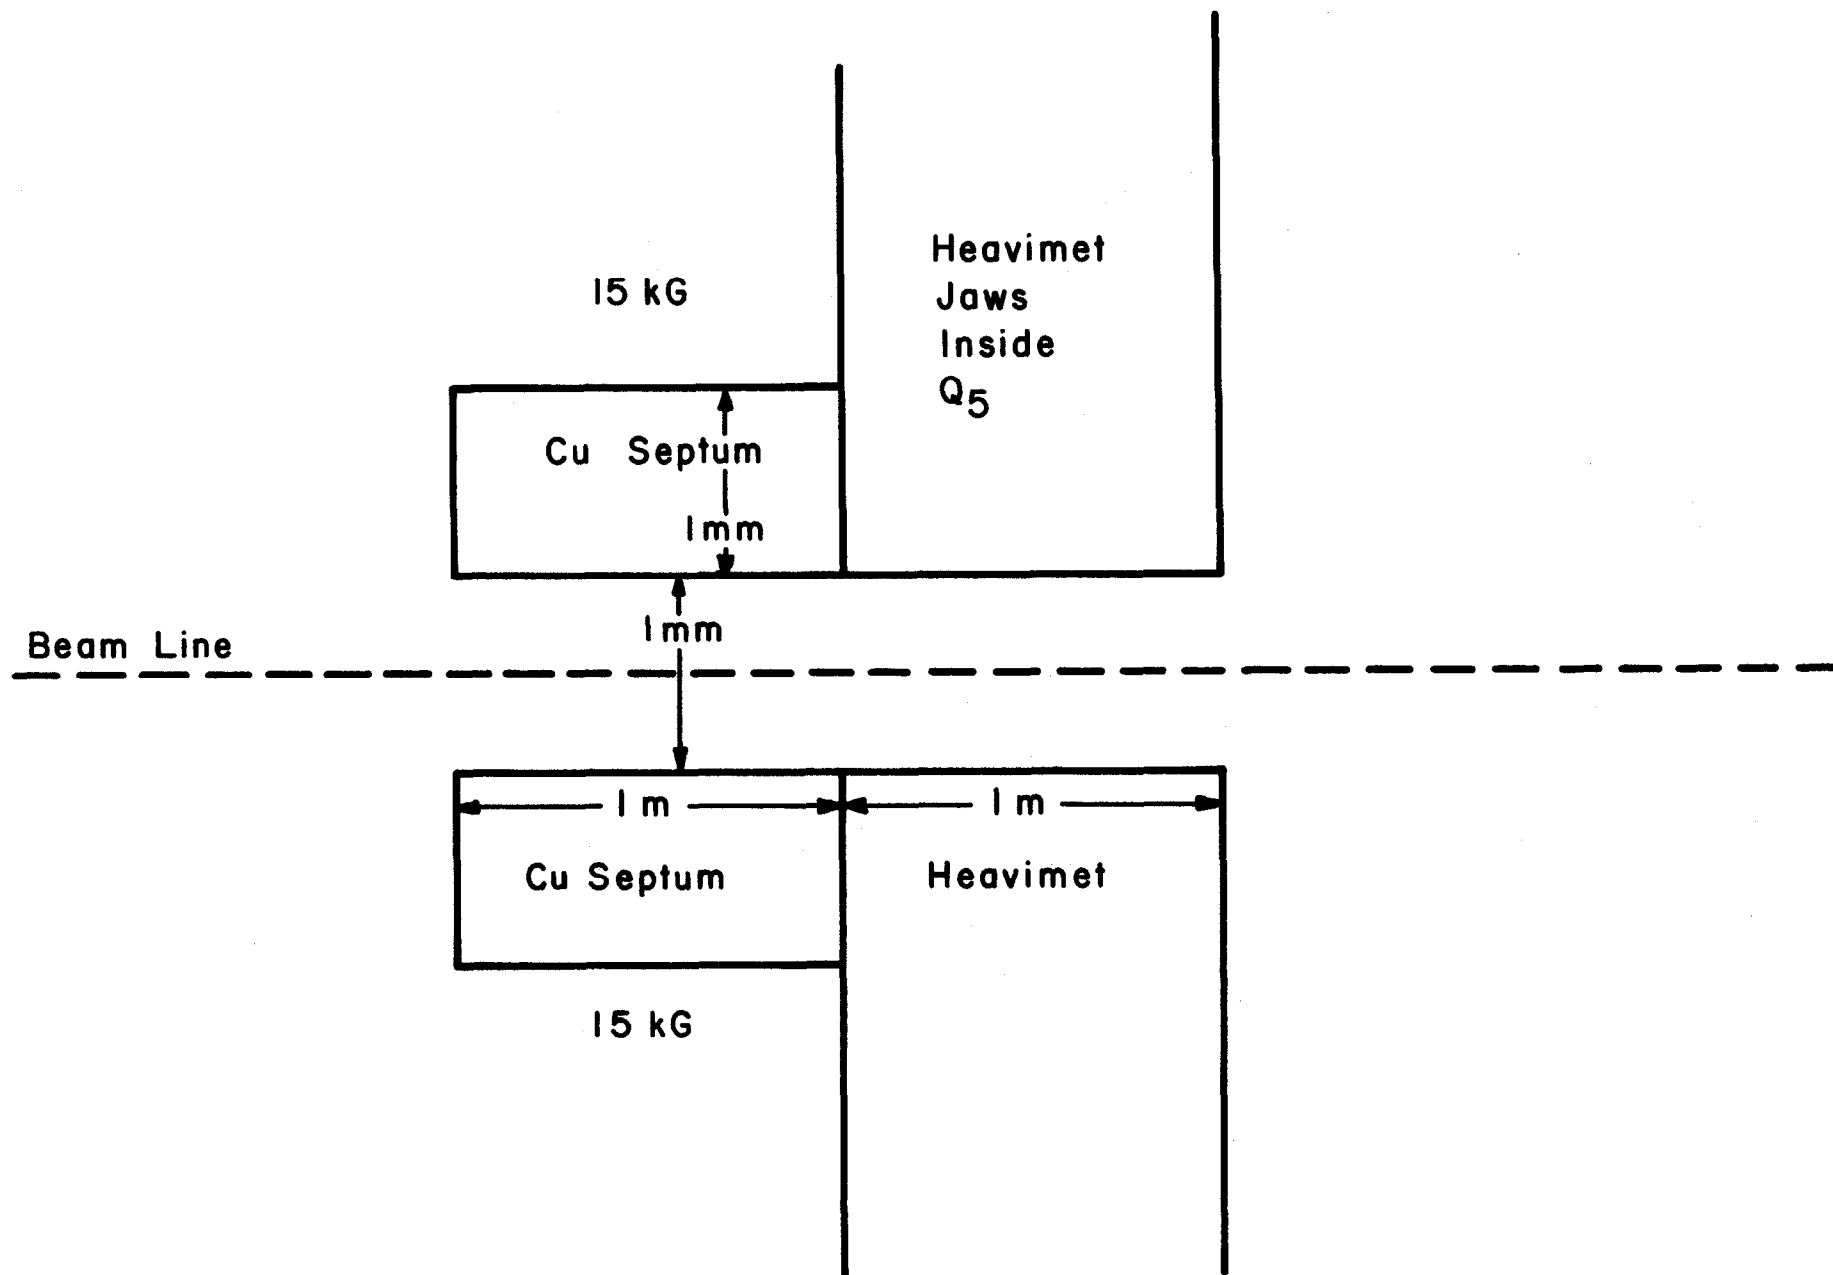 15 kG
Heavimet
Jaws
Inside
Q5
Cu Septum
1mm
1mm
Beam Line
1 m
1 m
Cu Septum
Heavimet
15 kG